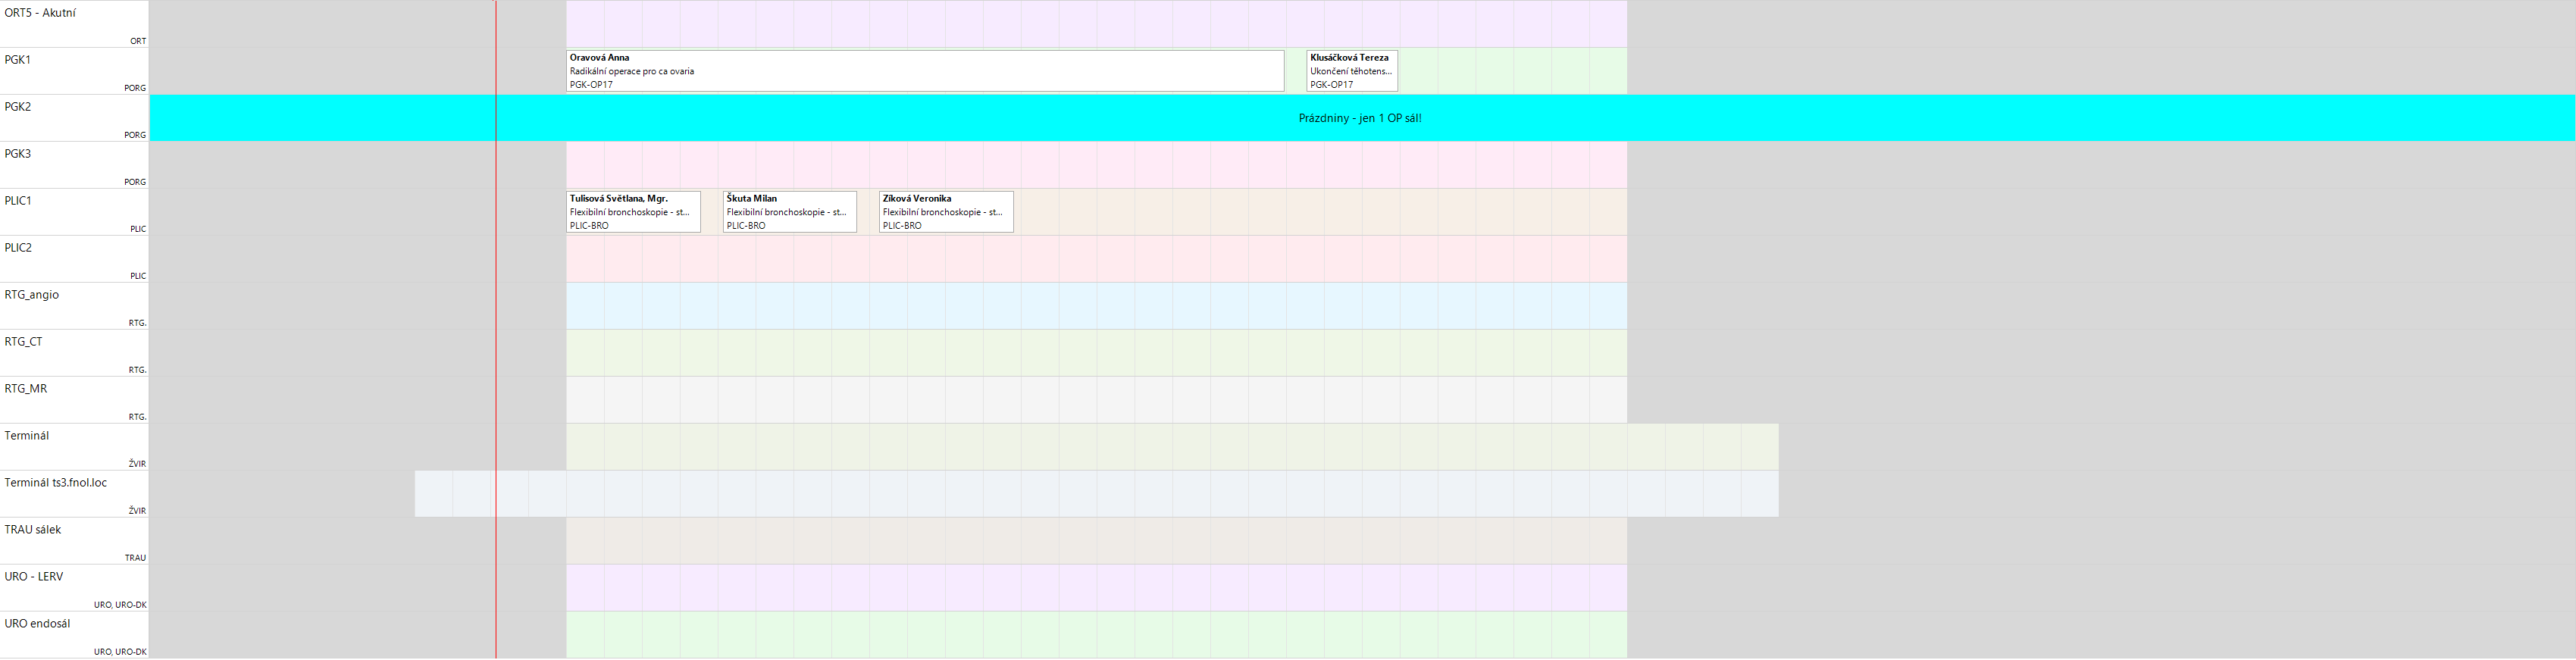 ORT5 - Akutní
ORT
PGK1
PORG
Oravová Anna
Radikální operace pro ca ovaria
PGK-OP17
Klusáčková Tereza
Ukončení těhotens...
PGK-OP17
PGK2
PORG
Prázdniny - jen 1 OP sál!
PGK3
PORG
PLIC1
PLIC
Tulisová Světlana, Mgr.
Flexibilní bronchoskopie - st...
PLIC-BRO
Škuta Milan
Flexibilní bronchoskopie - st...
PLIC-BRO
Zíková Veronika
Flexibilní bronchoskopie - st...
PLIC-BRO
PLIC2
PLIC
RTG_angio
RTG.
RTG_CT
RTG.
RTG_MR
RTG.
Terminál
ŽVIR
Terminál ts3.fnol.loc
ŽVIR
TRAU sálek
TRAU
URO - LERV
URO, URO-DK
URO endosál
URO, URO-DK